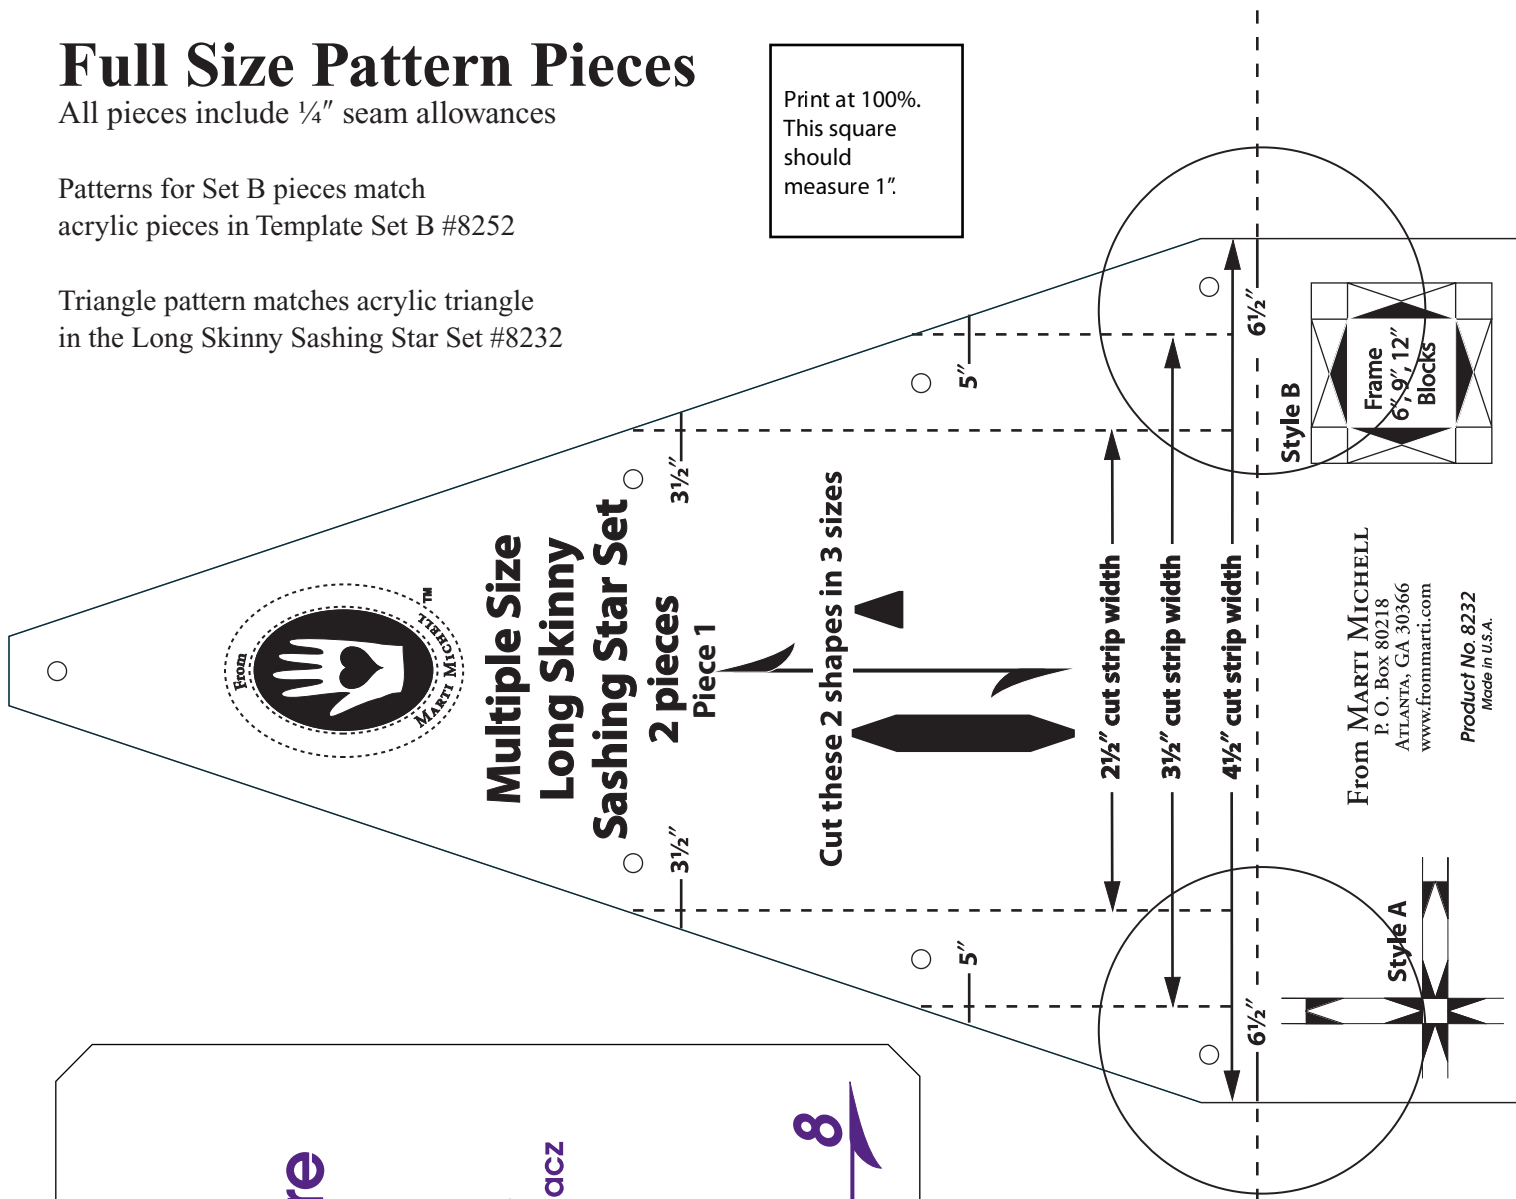 Full Size Pattern Pieces
All pieces include ¼″ seam allowances
Patterns for Set B pieces match
acrylic pieces in Template Set B #8252
Triangle pattern matches acrylic triangle
in the Long Skinny Sashing Star Set #8232
Print at 100%.
This square
should
measure 1”.
From
MARTI MICHELL
TM
Multiple Size
Long Skinny
Sashing Star Set
2 pieces
Piece 1
3½″
3½″
Cut these 2 shapes in 3 sizes
5″
5″
2½″ cut strip width
3½″ cut strip width
4½″ cut strip width
6½″
6½″
Style B
Frame
6″, 9″, 12″
Blocks
From MARTI MICHELL
P. O. Box 80218
ATLANTA, GA 30366
www.frommarti.com
Product No. 8232
Made in U.S.A.
Style A
re
acz
8